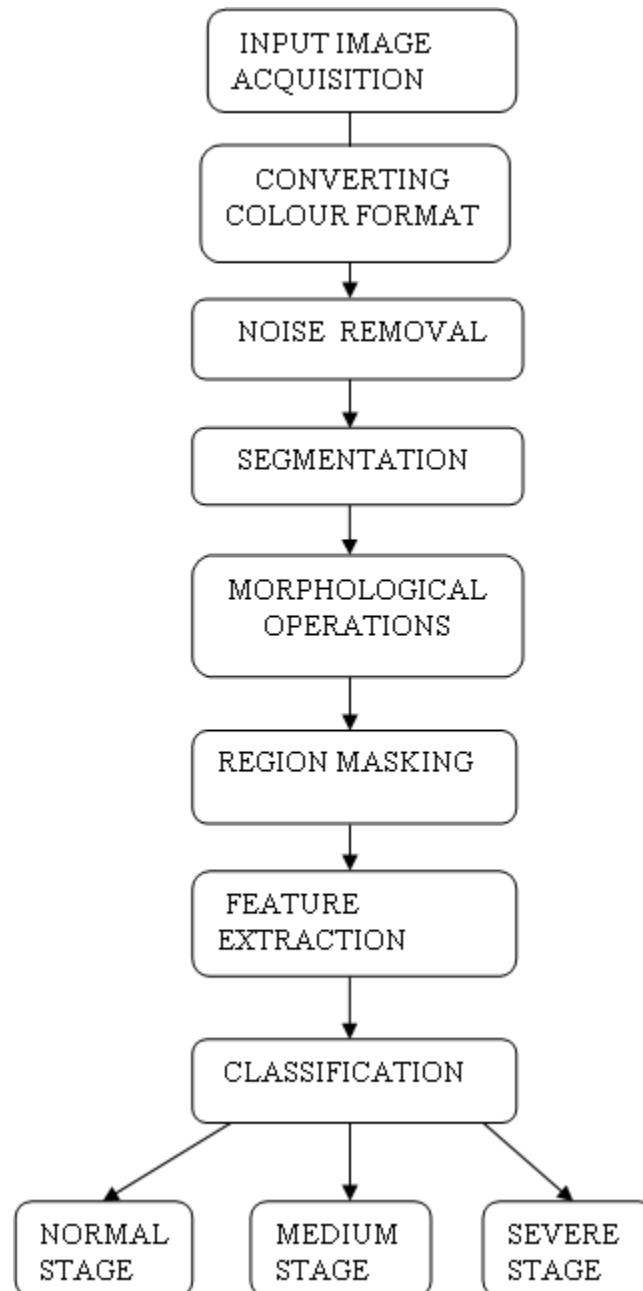 INPUT IMAGE
ACQUISITION
CONVERTING
COLOUR FORMAT
NOISE REMOVAL
SEGMENTATION
MORPHOLOGICAL
OPERATIONS
REGION MASKING
FEATURE
EXTRACTION
CLASSIFICATION
NORMAL
STAGE
MEDIUM
STAGE
SEVERE
STAGE